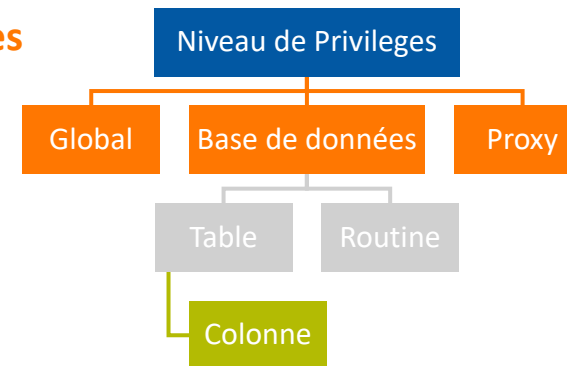 es
Niveau de Privileges
Global
Base de données
Proxy
Table
Routine
Colonne